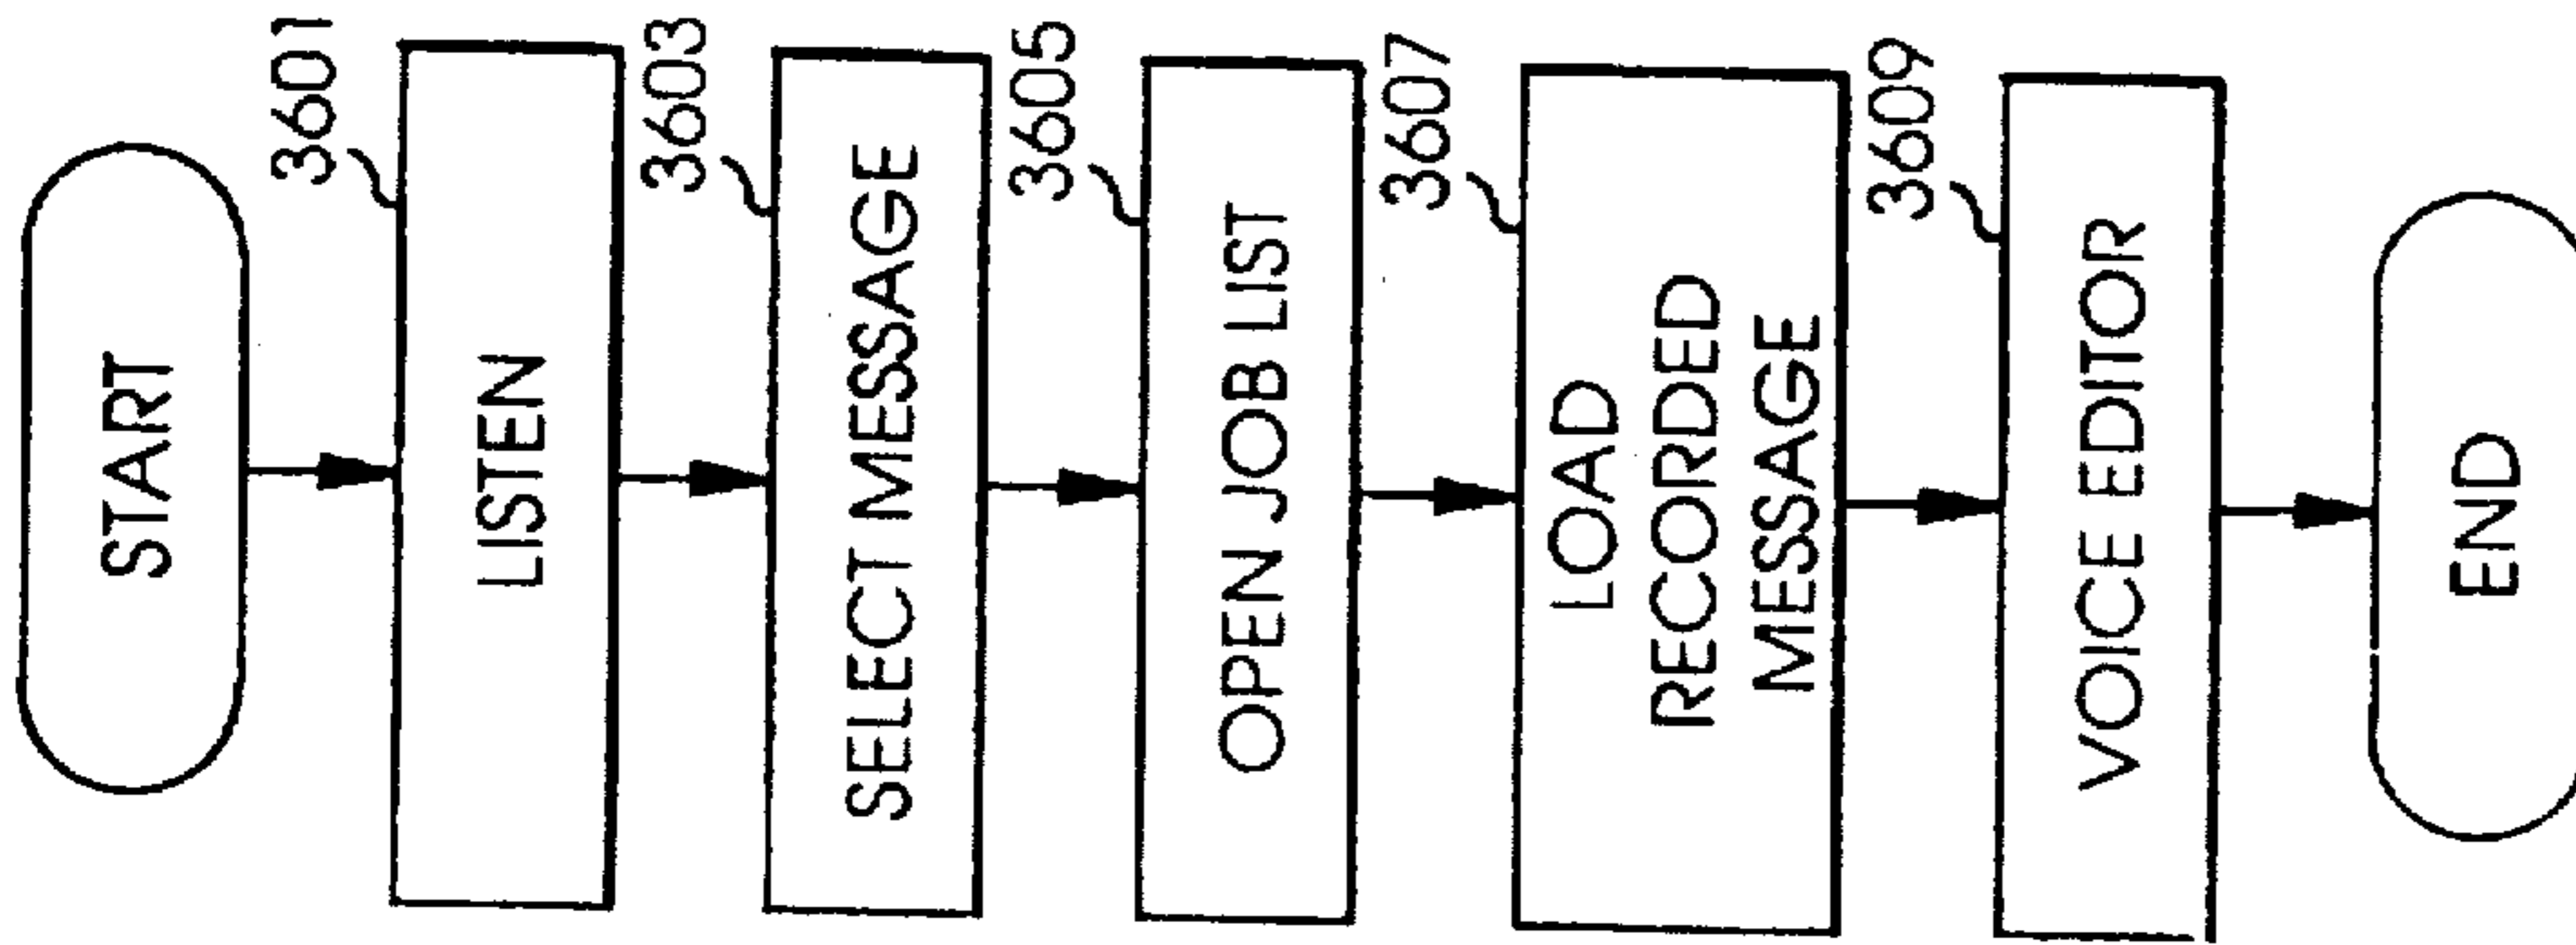 START
3601
LISTEN
3603
SELECT MESSAGE
3605
OPEN JOB LIST
3607
LOAD
RECORDED
MESSAGE
3609
VOICE EDITOR
END